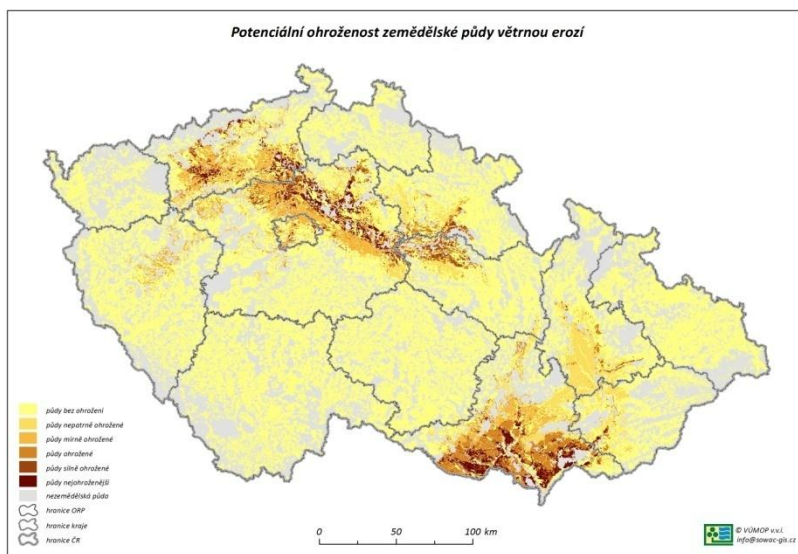 Potenciální ohroženost zemědělské půdy větrnou erozí
půdy bez ohrožení
půdy nepatrně ohrožené
půdy mírně ohrožené
půdy ohrožené
půdy silně ohrožené
půdy nejohroženější
nezemědělská půda
hranice ORP
hranice kraje
hranice ČR
0 50 100 km
© VÚMOP v.v.i.
info@sowac-gis.cz